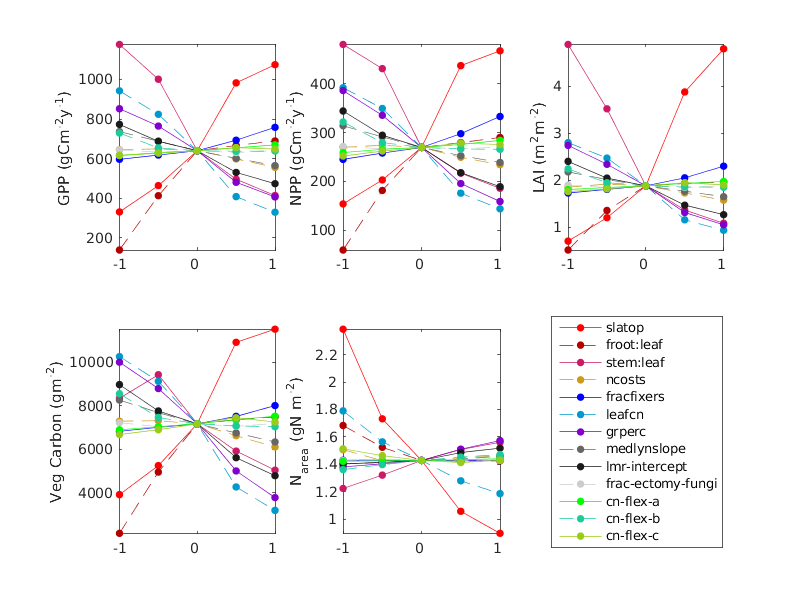 GPP (gCm⁻²y⁻¹)
1000
800
600
400
200
-1 0 1
NPP (gCm⁻²y⁻¹)
400
300
200
100
-1 0 1
LAI (m²m⁻²)
4
3
2
1
-1 0 1
Veg Carbon (gm⁻²)
10000
8000
6000
4000
-1 0 1
N_area (gN m⁻²)
2.2
2
1.8
1.6
1.4
1.2
1
-1 0 1
slatop
froot:leaf
stem:leaf
ncosts
fracfixers
leafcn
grperc
medlynslope
lmr-intercept
frac-ectomy-fungi
cn-flex-a
cn-flex-b
cn-flex-c